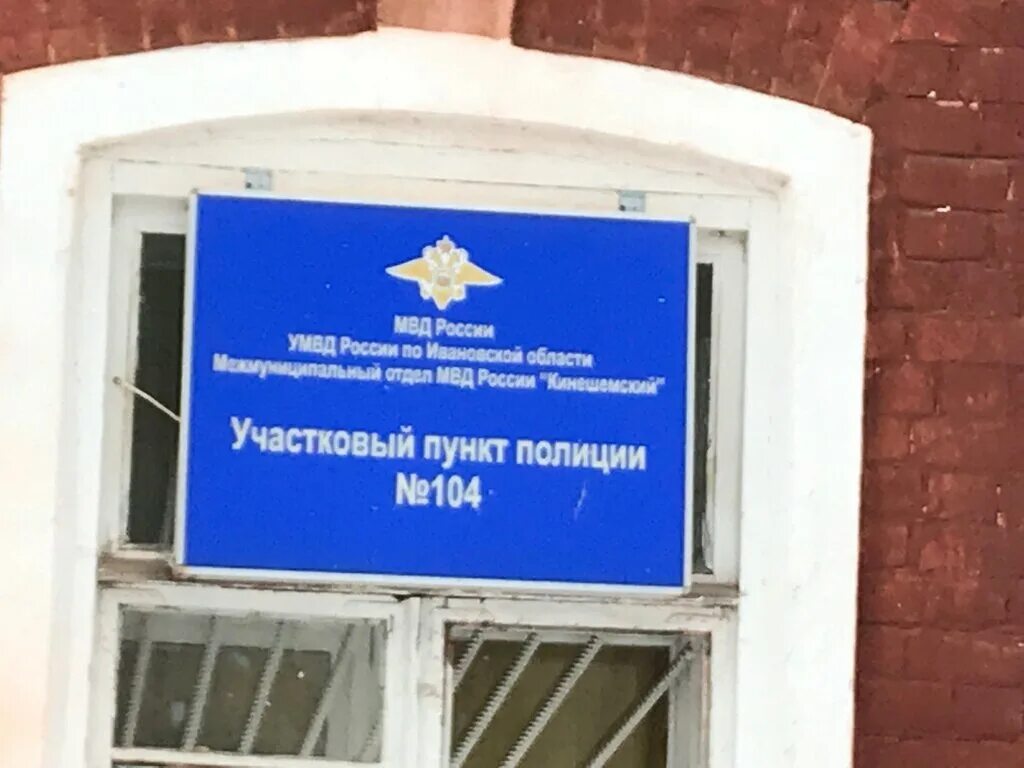 МВД России
УМВД России по Ивановской области
Межмуниципальный отдел МВД России "Кинешемский"
Участковый пункт полиции
№104